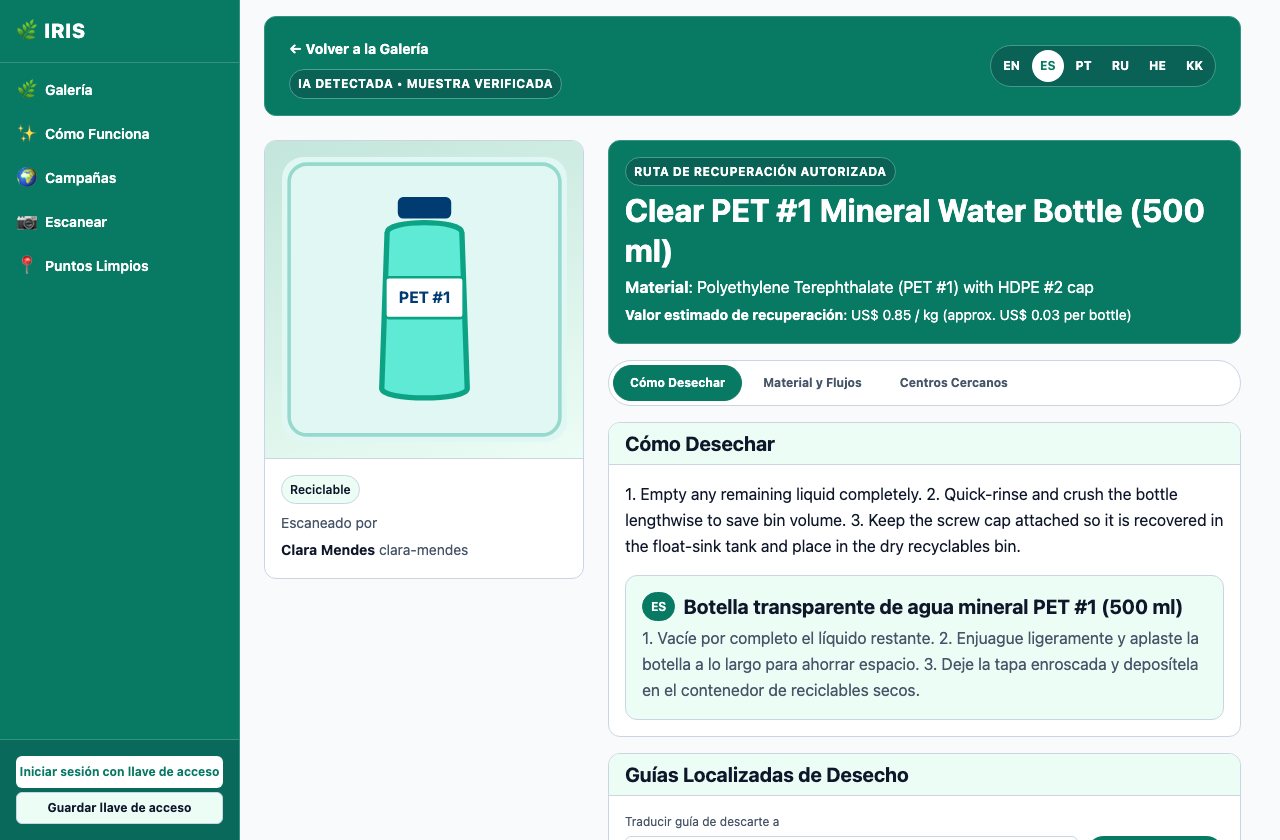 IRIS
Galería
Cómo Funciona
Campañas
Escanear
Puntos Limpios
Iniciar sesión con llave de acceso
Guardar llave de acceso
← Volver a la Galería
IA DETECTADA • MUESTRA VERIFICADA
EN ES PT RU HE KK
PET #1
Reciclable
Escaneado por
Clara Mendes clara-mendes
RUTA DE RECUPERACIÓN AUTORIZADA
Clear PET #1 Mineral Water Bottle (500
ml)
Material: Polyethylene Terephthalate (PET #1) with HDPE #2 cap
Valor estimado de recuperación: US$ 0.85 / kg (approx. US$ 0.03 per bottle)
Cómo Desechar Material y Flujos Centros Cercanos
Cómo Desechar
1. Empty any remaining liquid completely. 2. Quick-rinse and crush the bottle
lengthwise to save bin volume. 3. Keep the screw cap attached so it is recovered in
the float-sink tank and place in the dry recyclables bin.
ES Botella transparente de agua mineral PET #1 (500 ml)
1. Vacíe por completo el líquido restante. 2. Enjuague ligeramente y aplaste la
botella a lo largo para ahorrar espacio. 3. Deje la tapa enroscada y deposítela
en el contenedor de reciclables secos.
Guías Localizadas de Desecho
Traducir guía de descarte a